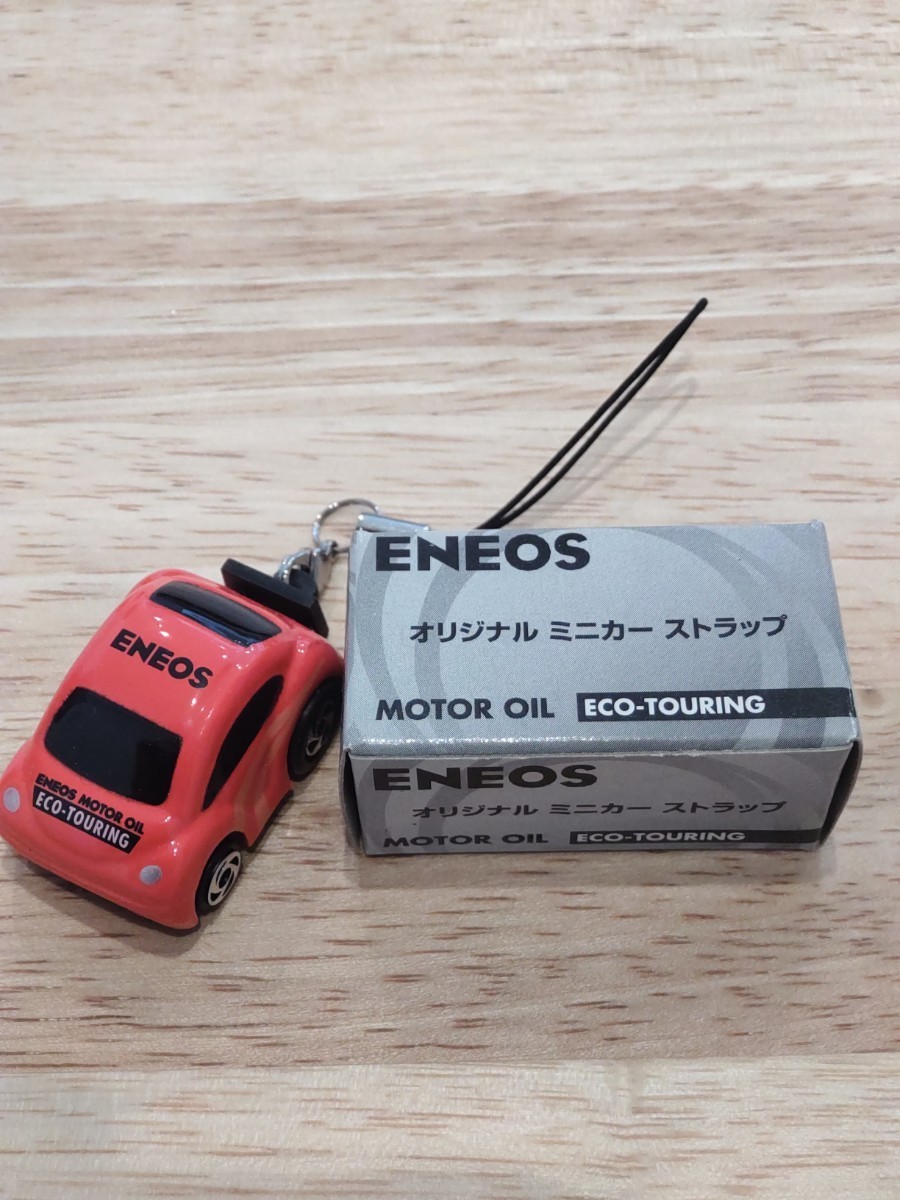 ENEOS
ENEOS MOTOR OIL
ECO-TOURING
ENEOS
オリジナル ミニカー ストラップ
MOTOR OIL ECO-TOURING
ENEOS
オリジナル ミニカー ストラップ
MOTOR OIL ECO-TOURING